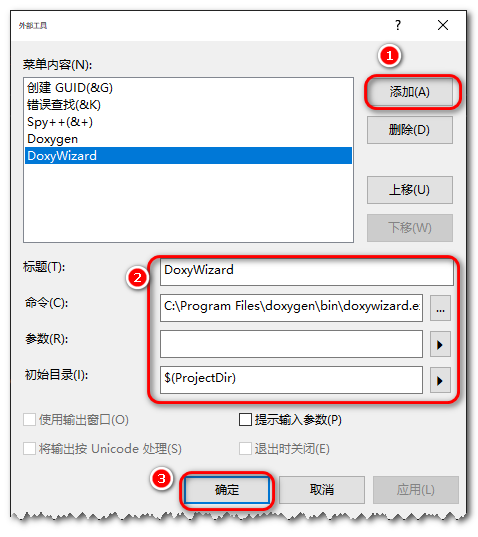 外部工具
? ×
1
菜单内容(N):
创建 GUID(&G)
错误查找(&K)
Spy++(&+)
Doxygen
DoxyWizard
添加(A)
删除(D)
上移(U)
下移(W)
2
标题(T): DoxyWizard
命令(C): C:\Program Files\doxygen\bin\doxywizard.e ...
参数(R):
初始目录(I): $(ProjectDir)
使用输出窗口(O) 提示输入参数(P)
将输出按 Unicode 处理(S) 退出时关闭(E)
3
确定 取消 应用(L)